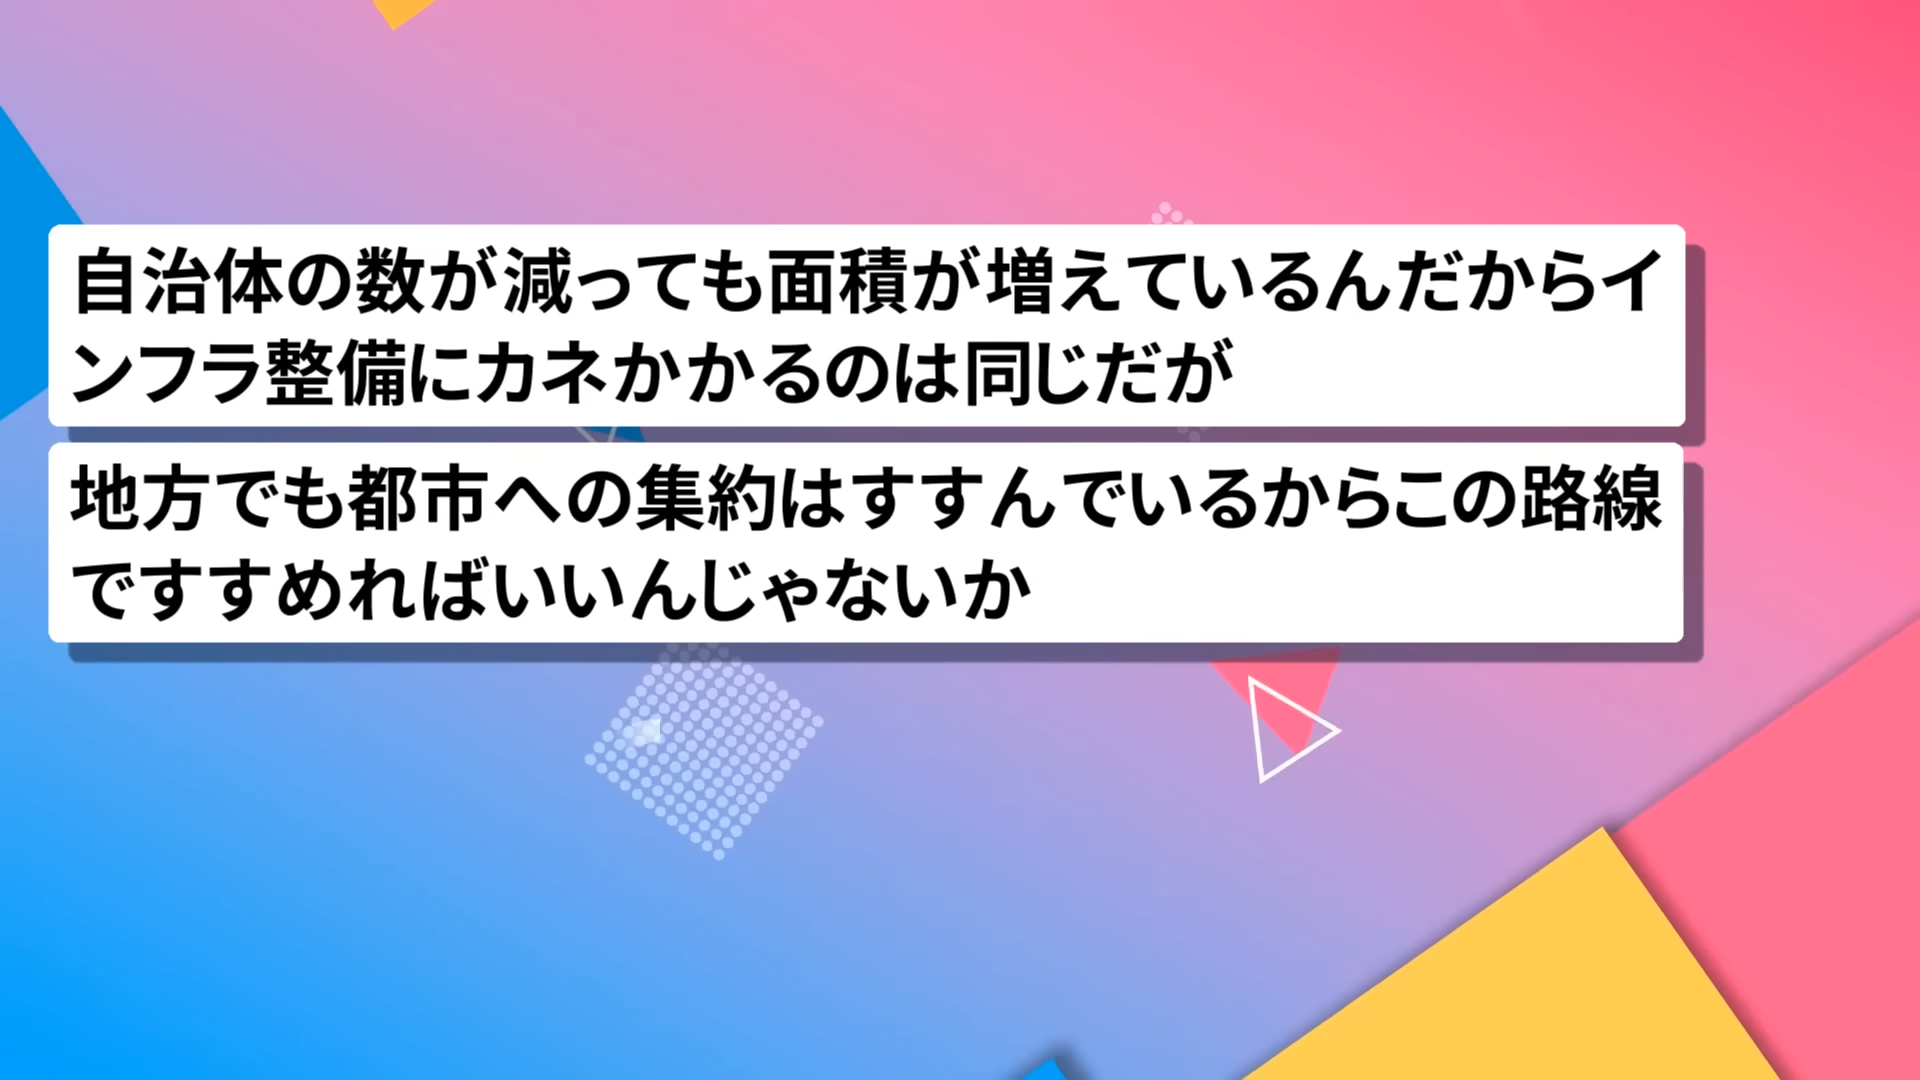 自治体の数が減っても面積が増えているんだからイ
ンフラ整備にカネかかるのは同じだが
地方でも都市への集約はすすんでいるからこの路線
ですすめればいいんじゃないか